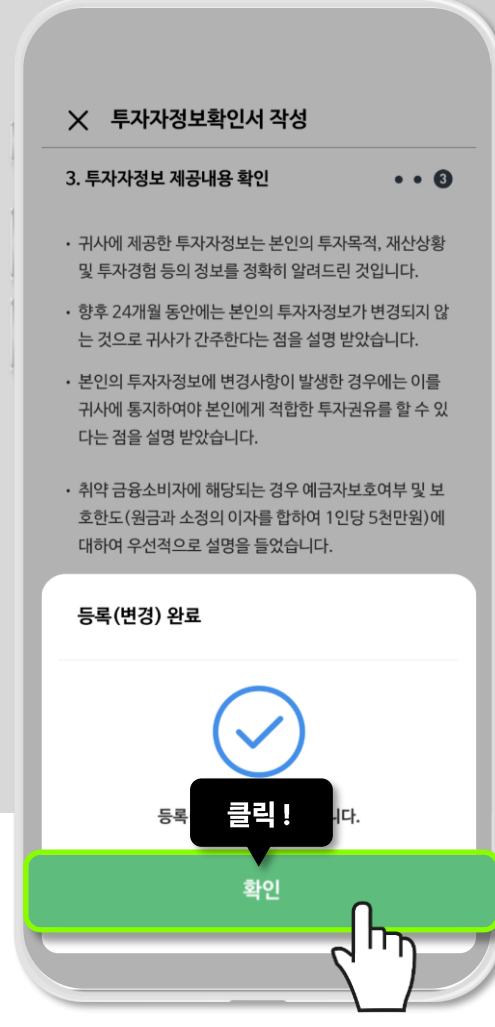 투자자정보확인서 작성
3. 투자자정보 제공내용 확인
3
· 귀사에 제공한 투자자정보는 본인의 투자목적, 재산상황
및 투자경험 등의 정보를 정확히 알려드린 것입니다.
· 향후 24개월 동안에는 본인의 투자자정보가 변경되지 않
는 것으로 귀사가 간주한다는 점을 설명 받았습니다.
· 본인의 투자자정보에 변경사항이 발생한 경우에는 이를
귀사에 통지하여야 본인에게 적합한 투자권유를 할 수 있
다는 점을 설명 받았습니다.
· 취약 금융소비자에 해당되는 경우 예금자보호여부 및 보
호한도(원금과 소정의 이자를 합하여 1인당 5천만원)에
대하여 우선적으로 설명을 들었습니다.
등록(변경) 완료
등록
클릭 !
확인